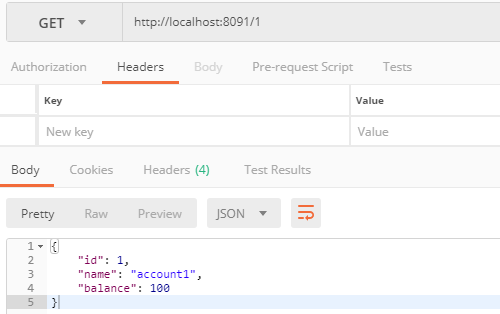 GET http://localhost:8091/1
Authorization Headers Body Pre-request Script Tests
Key Value
New key Value
Body Cookies Headers (4) Test Results
Pretty Raw Preview JSON
1 {
2 "id": 1,
3 "name": "account1",
4 "balance": 100
5 }